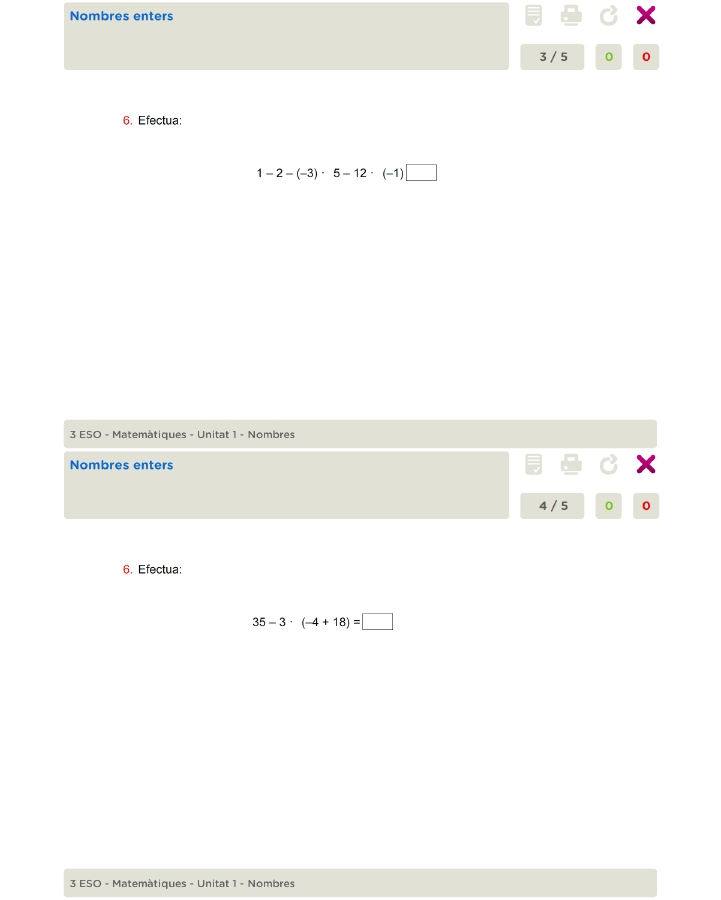 Nombres enters
3 / 5
0
0
6. Efectua:
1 – 2 – (–3) · 5 – 12 · (–1)
3 ESO - Matemàtiques - Unitat 1 - Nombres
Nombres enters
4 / 5
0
0
6. Efectua:
35 – 3 · (–4 + 18) =
3 ESO - Matemàtiques - Unitat 1 - Nombres